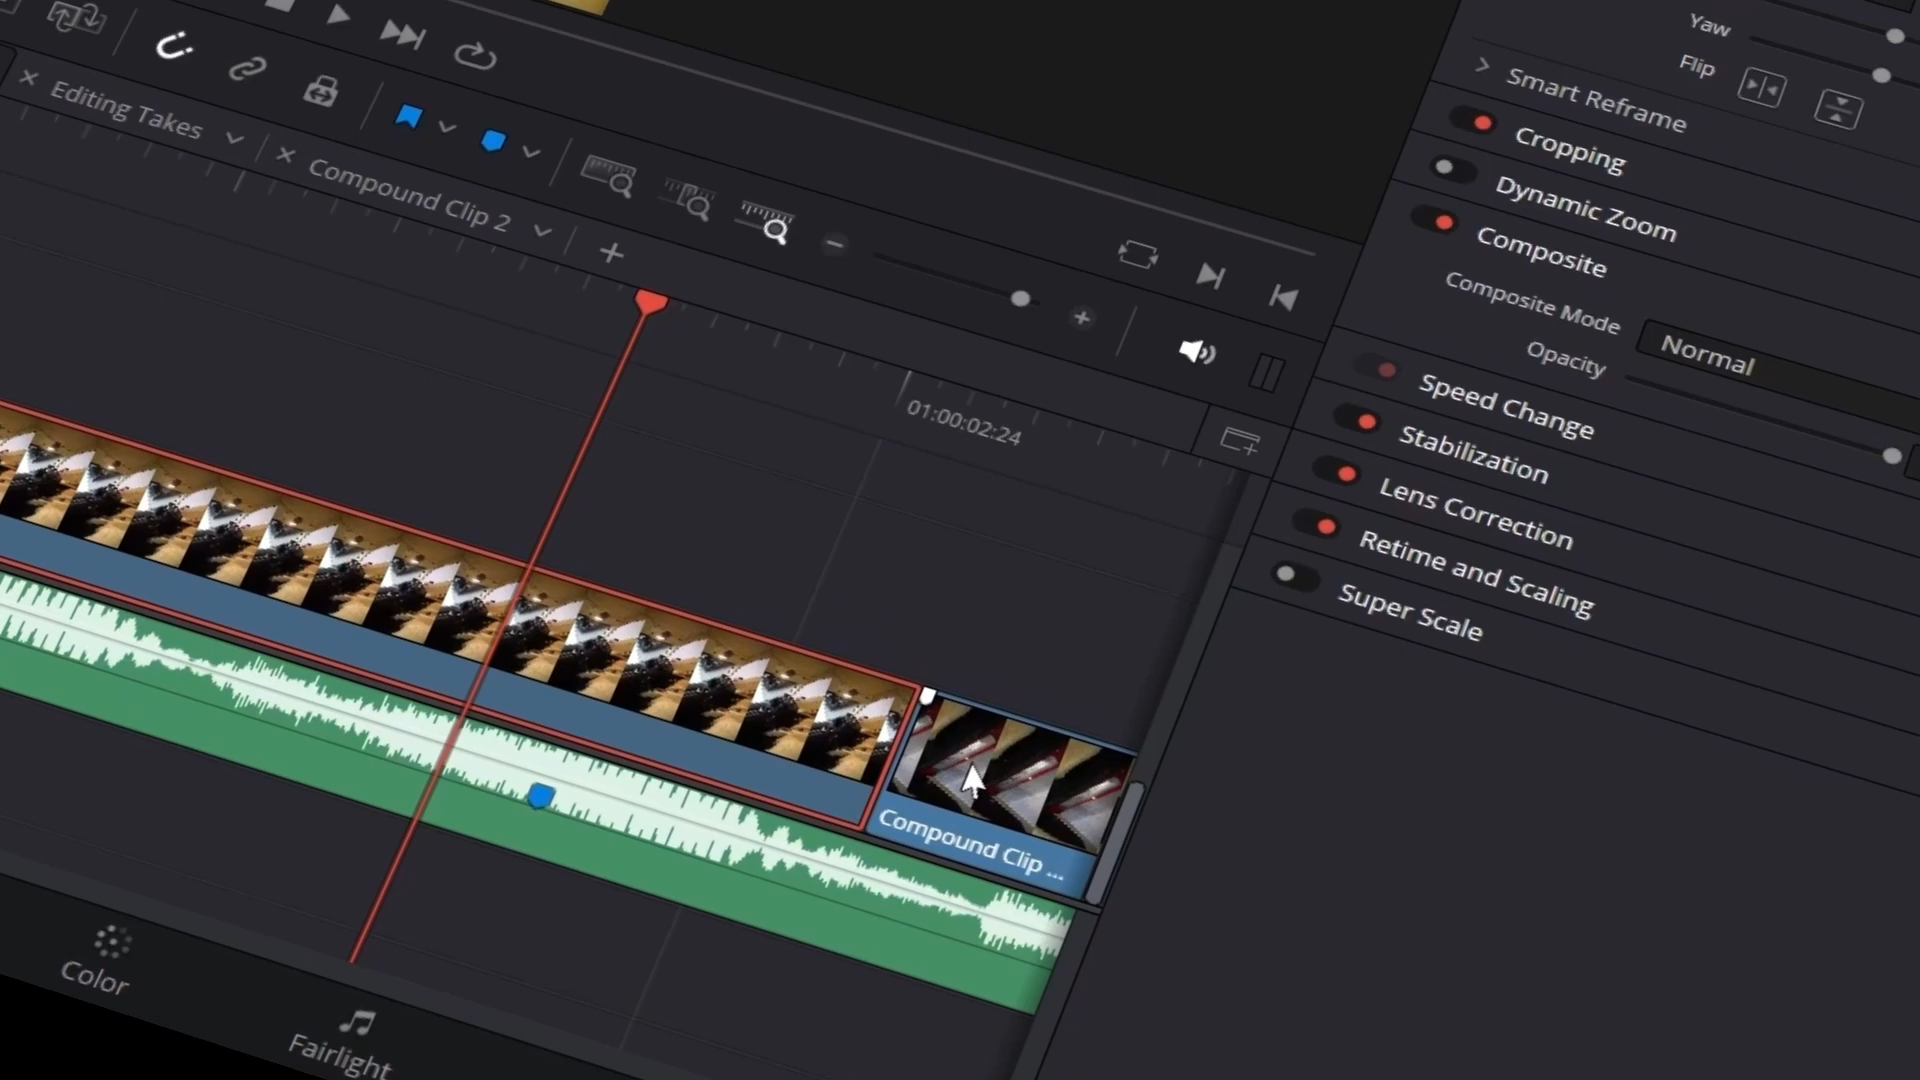 Yaw
Flip
Smart Reframe
Cropping
Dynamic Zoom
Composite
Composite Mode
Normal
Opacity
Speed Change
Stabilization
Lens Correction
Retime and Scaling
Super Scale
Editing Takes
Compound Clip 2
01:00:02:24
Compound Clip ...
Color
Fairlight